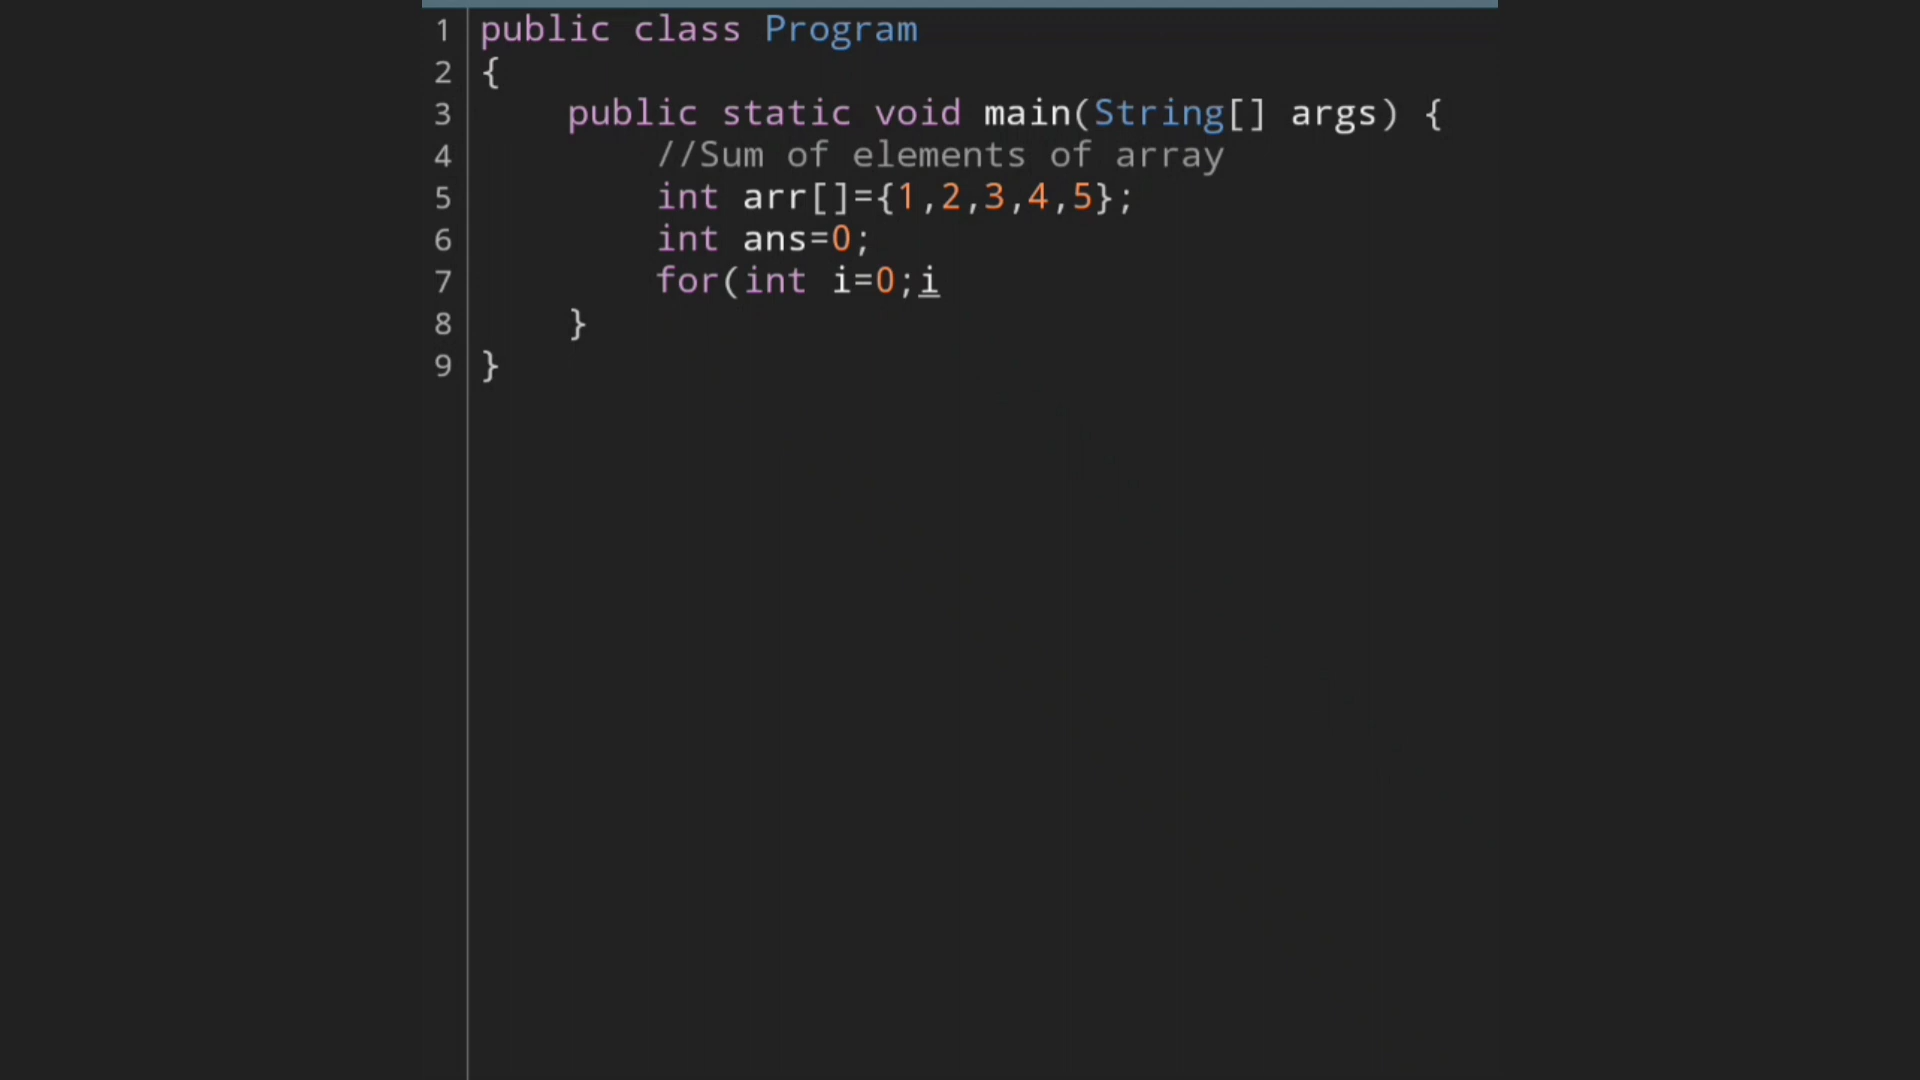 1 public class Program
2 {
3 public static void main(String[] args) {
4 //Sum of elements of array
5 int arr[]={1,2,3,4,5};
6 int ans=0;
7 for(int i=0;i
8 }
9 }